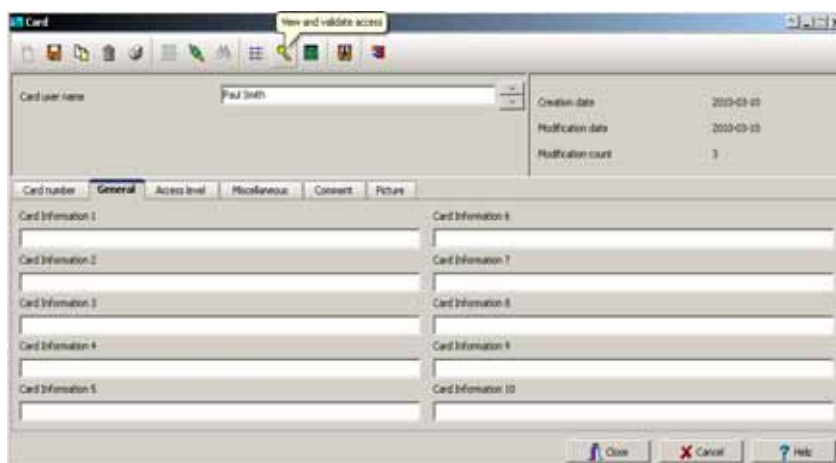 View and validate access
Card
Card user name
Paul Smith
Creation date 2010-03-10
Modification date 2010-03-10
Modification count 3
Card number General Access level Miscellaneous Comment Picture
Card Information 1 Card Information 6
Card Information 2 Card Information 7
Card Information 3 Card Information 8
Card Information 4 Card Information 9
Card Information 5 Card Information 10
Close Cancel Help